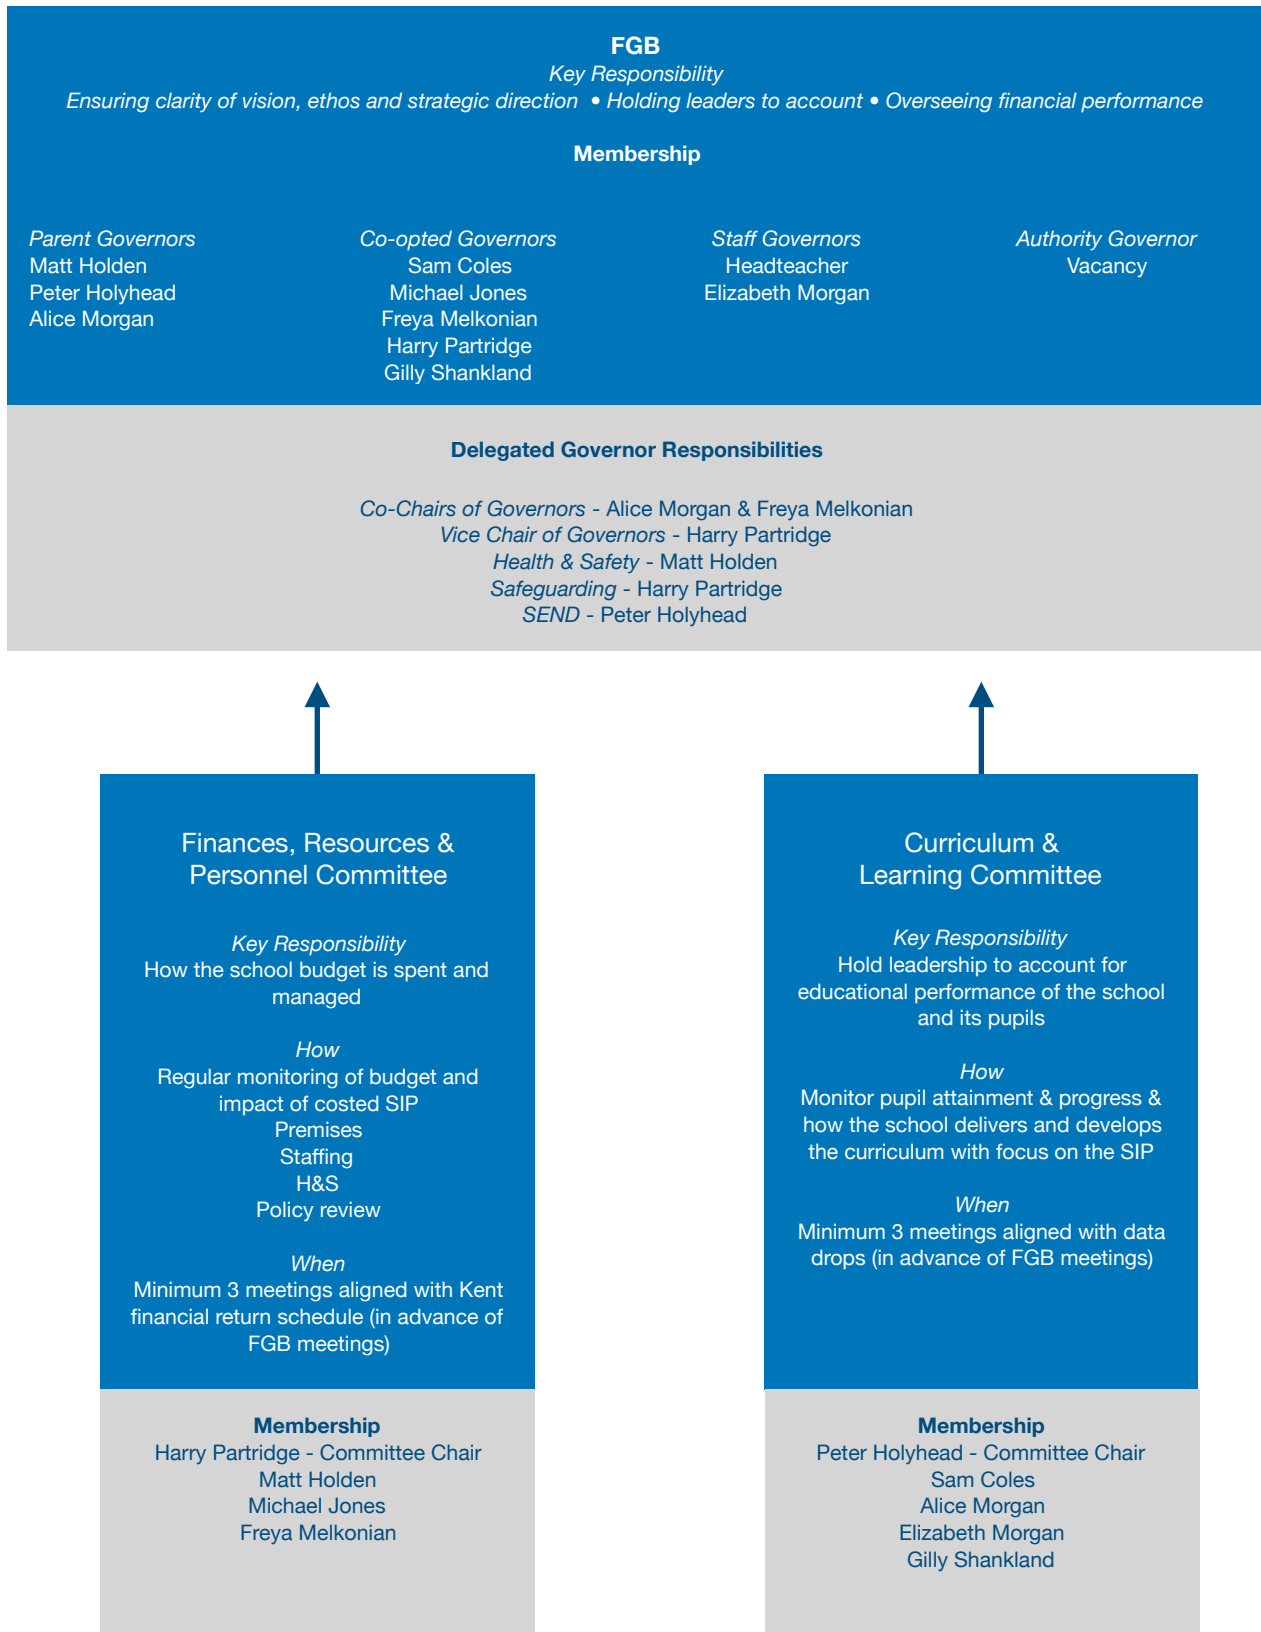 FGB
Key Responsibility
Ensuring clarity of vision, ethos and strategic direction • Holding leaders to account • Overseeing financial performance
Membership
Parent Governors
Matt Holden
Peter Holyhead
Alice Morgan
Co-opted Governors
Sam Coles
Michael Jones
Freya Melkonian
Harry Partridge
Gilly Shankland
Staff Governors
Headteacher
Elizabeth Morgan
Authority Governor
Vacancy
Delegated Governor Responsibilities
Co-Chairs of Governors - Alice Morgan & Freya Melkonian
Vice Chair of Governors - Harry Partridge
Health & Safety - Matt Holden
Safeguarding - Harry Partridge
SEND - Peter Holyhead
Finances, Resources &
Personnel Committee
Key Responsibility
How the school budget is spent and
managed
How
Regular monitoring of budget and
impact of costed SIP
Premises
Staffing
H&S
Policy review
When
Minimum 3 meetings aligned with Kent
financial return schedule (in advance of
FGB meetings)
Membership
Harry Partridge - Committee Chair
Matt Holden
Michael Jones
Freya Melkonian
Curriculum &
Learning Committee
Key Responsibility
Hold leadership to account for
educational performance of the school
and its pupils
How
Monitor pupil attainment & progress &
how the school delivers and develops
the curriculum with focus on the SIP
When
Minimum 3 meetings aligned with data
drops (in advance of FGB meetings)
Membership
Peter Holyhead - Committee Chair
Sam Coles
Alice Morgan
Elizabeth Morgan
Gilly Shankland